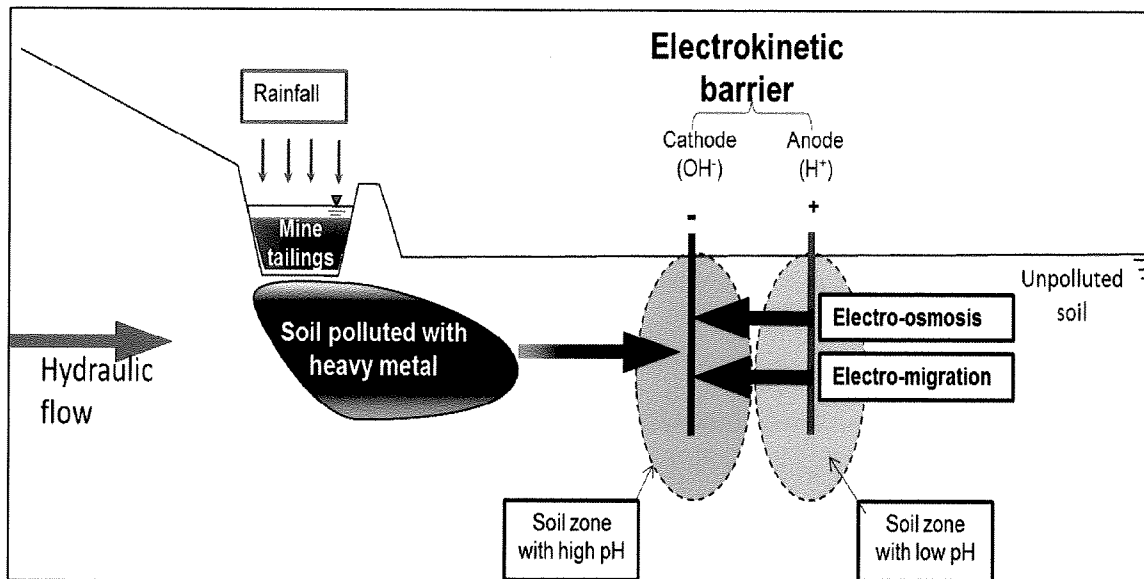 Electrokinetic
barrier
Rainfall
Cathode
(OH-)
Anode
(H+)
-
+
Mine
tailings
Unpolluted
soil
Electro-osmosis
Soil polluted with
heavy metal
Electro-migration
Hydraulic
flow
Soil zone
with high pH
Soil zone
with low pH